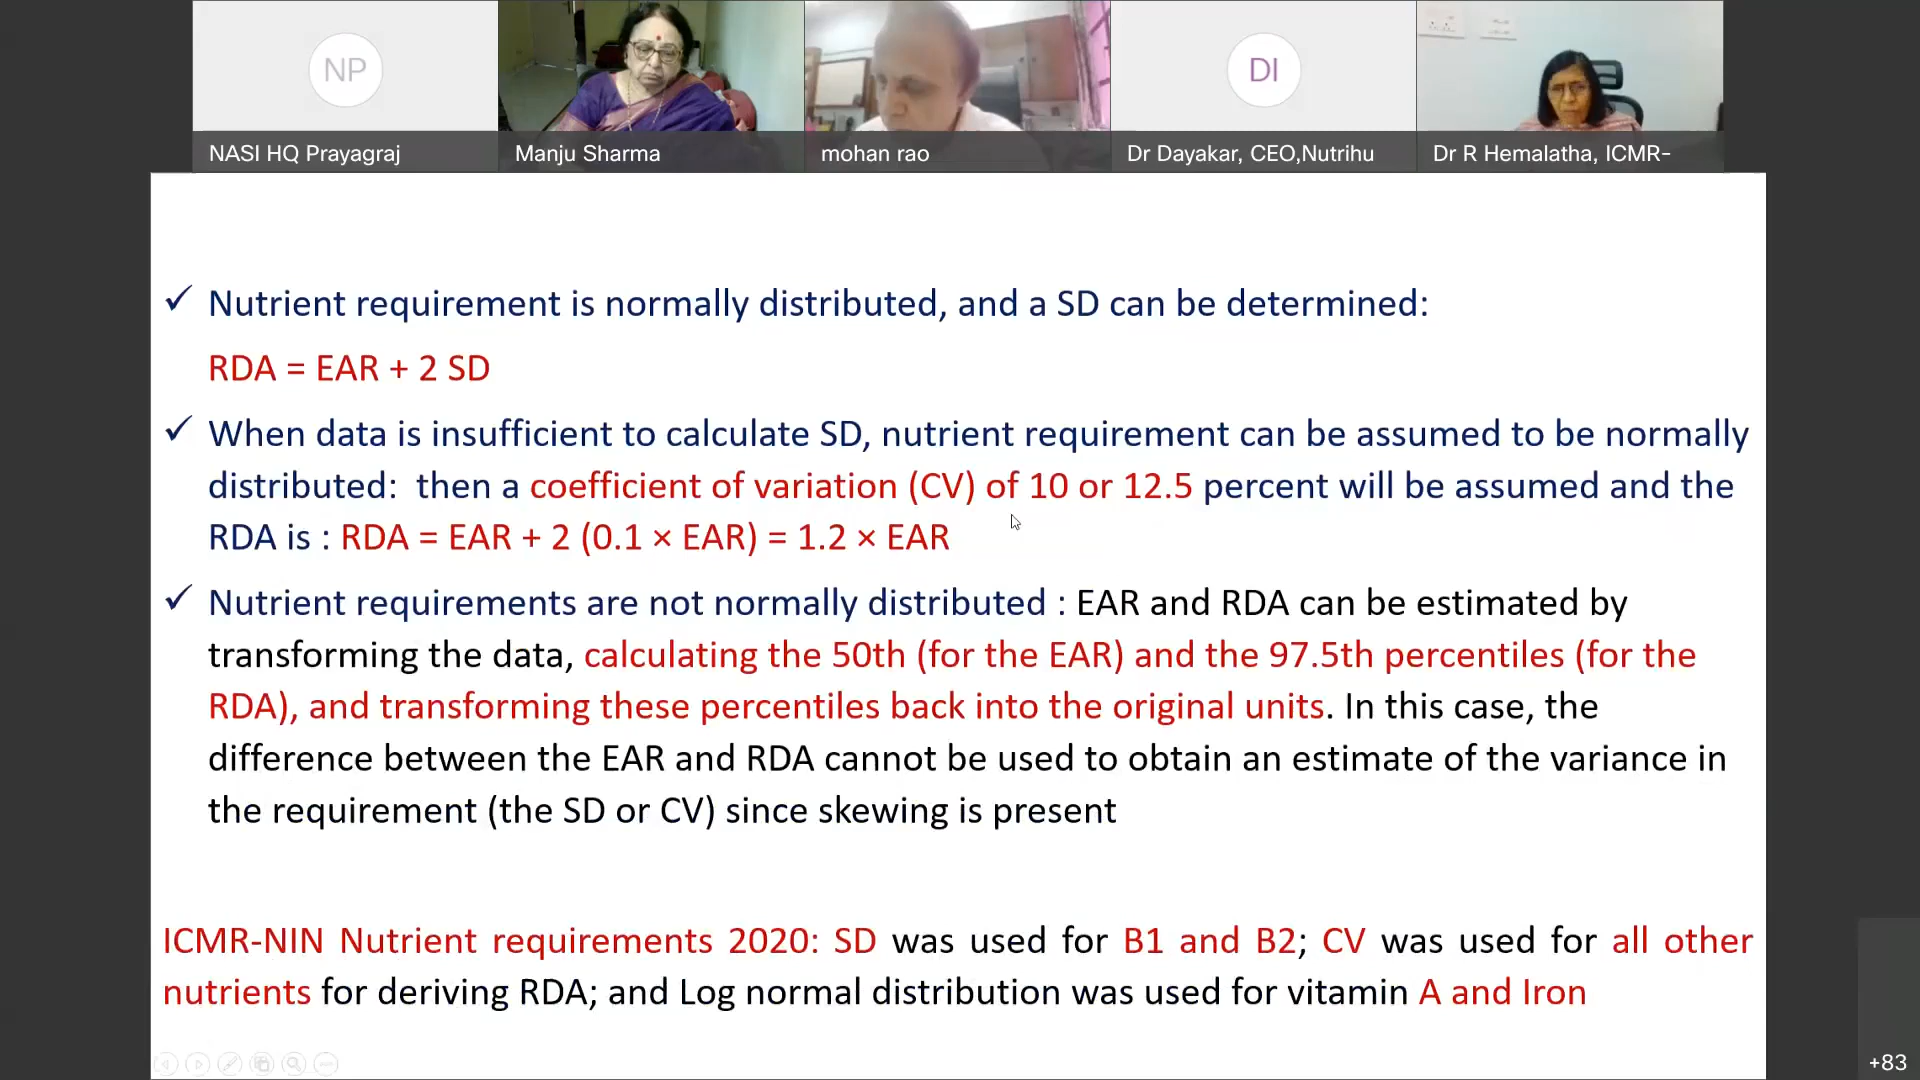 NP
DI
NASI HQ Prayagraj
Manju Sharma
mohan rao
Dr Dayakar, CEO,Nutrihu
Dr R Hemalatha, ICMR-
✓ Nutrient requirement is normally distributed, and a SD can be determined:
RDA = EAR + 2 SD
✓ When data is insufficient to calculate SD, nutrient requirement can be assumed to be normally
distributed: then a coefficient of variation (CV) of 10 or 12.5 percent will be assumed and the
RDA is : RDA = EAR + 2 (0.1 × EAR) = 1.2 × EAR
✓ Nutrient requirements are not normally distributed : EAR and RDA can be estimated by
transforming the data, calculating the 50th (for the EAR) and the 97.5th percentiles (for the
RDA), and transforming these percentiles back into the original units. In this case, the
difference between the EAR and RDA cannot be used to obtain an estimate of the variance in
the requirement (the SD or CV) since skewing is present
ICMR-NIN Nutrient requirements 2020: SD was used for B1 and B2; CV was used for all other
nutrients for deriving RDA; and Log normal distribution was used for vitamin A and Iron
+83